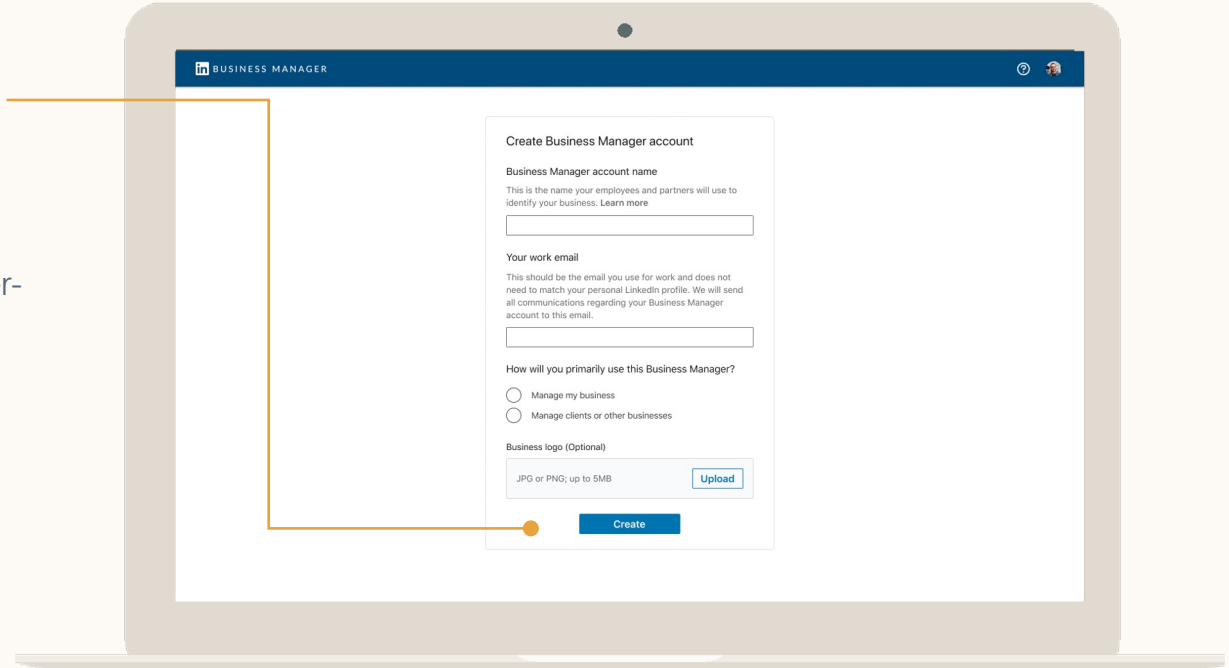 in BUSINESS MANAGER
r-
Create Business Manager account
Business Manager account name
This is the name your employees and partners will use to
identify your business. Learn more
Your work email
This should be the email you use for work and does not
need to match your personal LinkedIn profile. We will send
all communications regarding your Business Manager
account to this email.
How will you primarily use this Business Manager?
Manage my business
Manage clients or other businesses
Business logo (Optional)
JPG or PNG; up to 5MB
Upload
Create